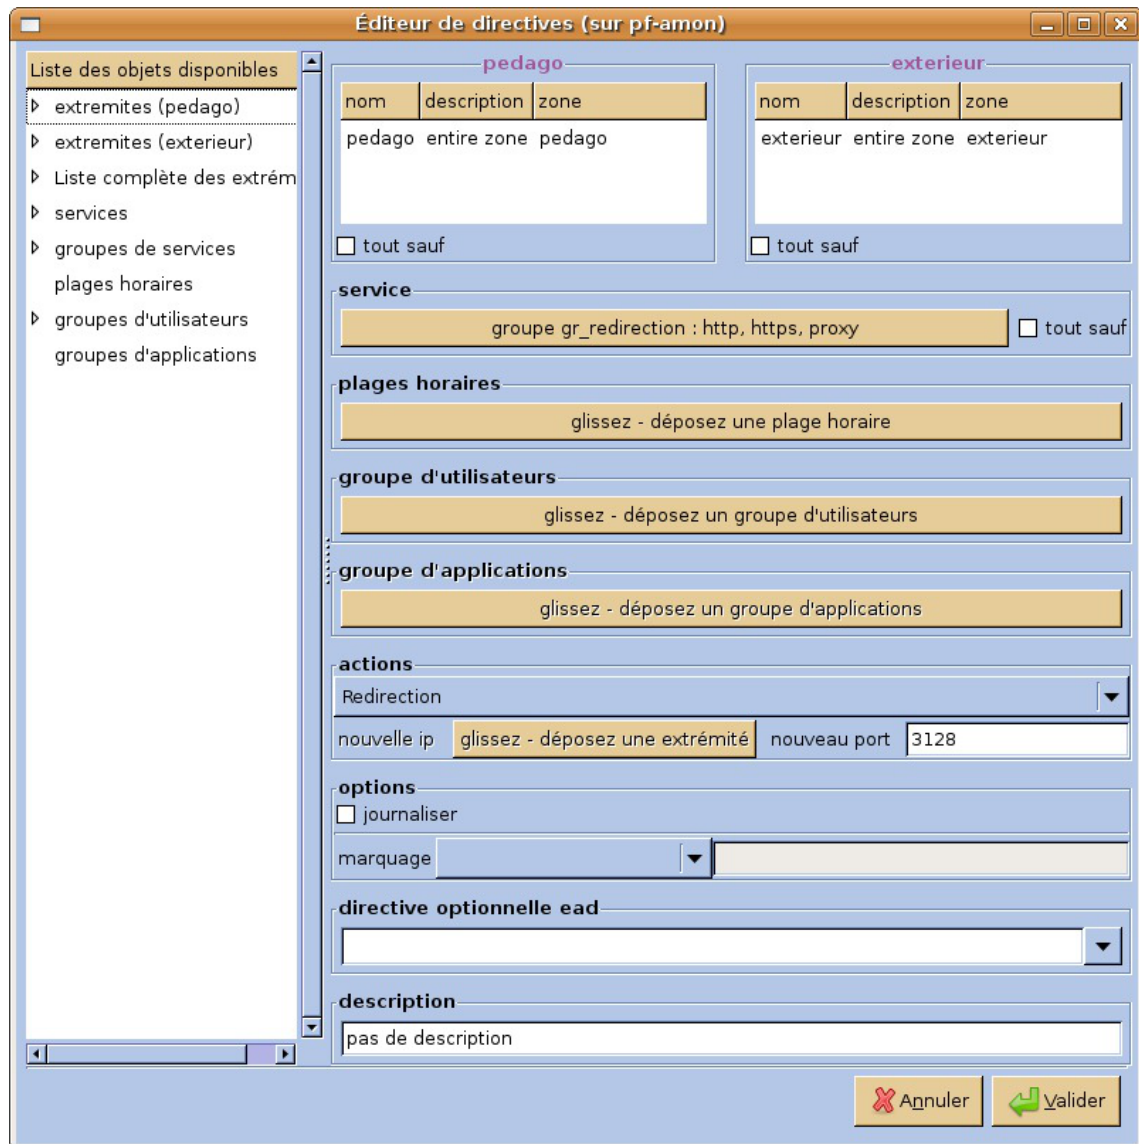 Éditeur de directives (sur pf-amon)
Liste des objets disponibles
extremites (pedago)
extremites (exterieur)
Liste complète des extrém
services
groupes de services
plages horaires
groupes d'utilisateurs
groupes d'applications
pedago
nom description zone
pedago entire zone pedago
tout sauf
exterieur
nom description zone
exterieur entire zone exterieur
tout sauf
service
groupe gr_redirection : http, https, proxy
tout sauf
plages horaires
glissez - déposez une plage horaire
groupe d'utilisateurs
glissez - déposez un groupe d'utilisateurs
groupe d'applications
glissez - déposez un groupe d'applications
actions
Redirection
nouvelle ip glissez - déposez une extrémité nouveau port 3128
options
journaliser
marquage
directive optionnelle ead
description
pas de description
Annuler Valider